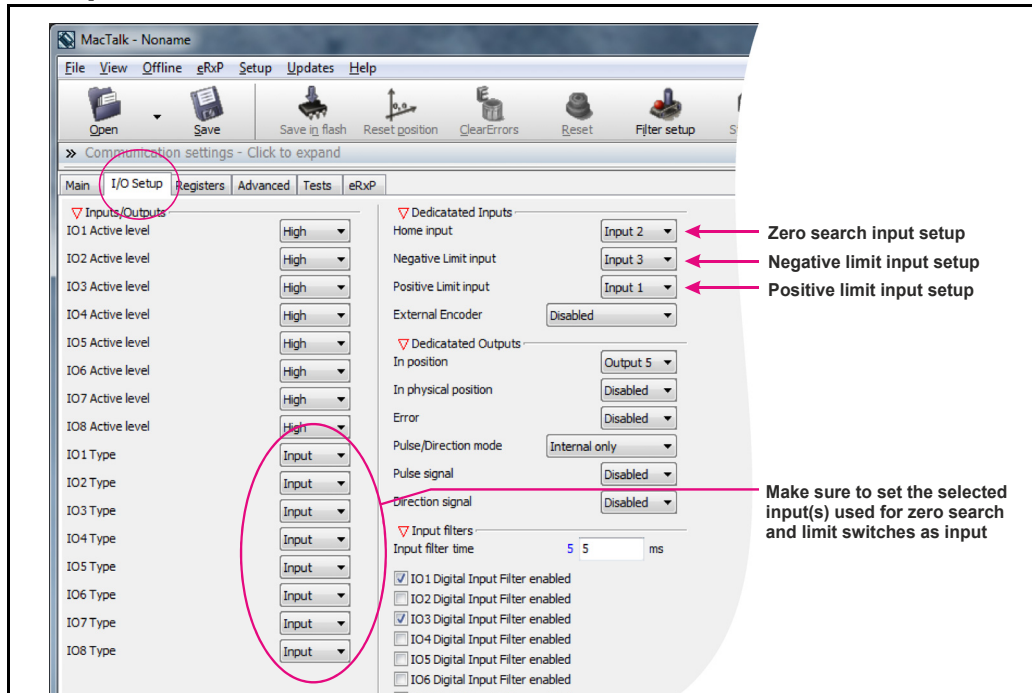 MacTalk - Noname
File View Offline eRxP Setup Updates Help
Open Save Save in flash Reset position ClearErrors Reset Filter setup
» Communication settings - Click to expand
Main I/O Setup Registers Advanced Tests eRxP
Inputs/Outputs
IO1 Active level High
IO2 Active level High
IO3 Active level High
IO4 Active level High
IO5 Active level High
IO6 Active level High
IO7 Active level High
IO8 Active level High
IO1 Type Input
IO2 Type Input
IO3 Type Input
IO4 Type Input
IO5 Type Input
IO6 Type Input
IO7 Type Input
IO8 Type Input
Dedicatated Inputs
Home input Input 2
Negative Limit input Input 3
Positive Limit input Input 1
External Encoder Disabled
Dedicatated Outputs
In position Output 5
In physical position Disabled
Error Disabled
Pulse/Direction mode Internal only
Pulse signal Disabled
Direction signal Disabled
Input filters
Input filter time 5 5 ms
IO1 Digital Input Filter enabled
IO2 Digital Input Filter enabled
IO3 Digital Input Filter enabled
IO4 Digital Input Filter enabled
IO5 Digital Input Filter enabled
IO6 Digital Input Filter enabled
Zero search input setup
Negative limit input setup
Positive limit input setup
Make sure to set the selected
input(s) used for zero search
and limit switches as input